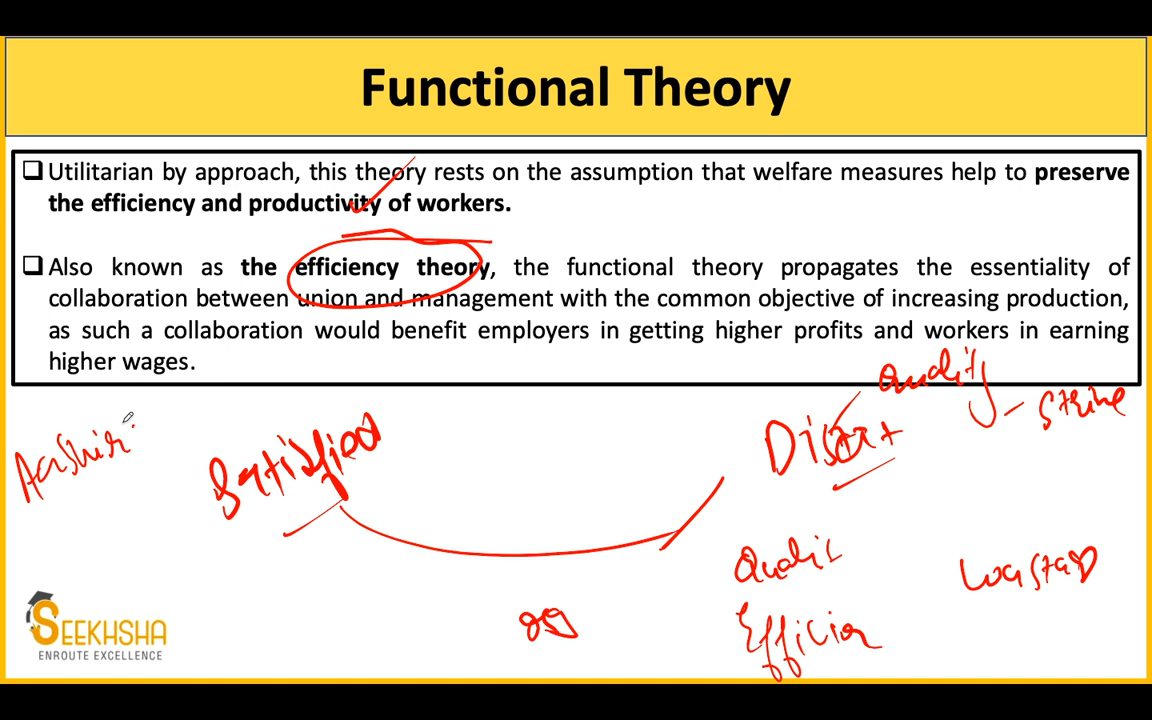 Functional Theory
❑ Utilitarian by approach, this theory rests on the assumption that welfare measures help to preserve
the efficiency and productivity of workers.
❑ Also known as the efficiency theory, the functional theory propagates the essentiality of
collaboration between union and management with the common objective of increasing production,
as such a collaboration would benefit employers in getting higher profits and workers in earning
higher wages.
Quality
Strike
Satisfied
SEEKHSHA
ENROUTE EXCELLENCE